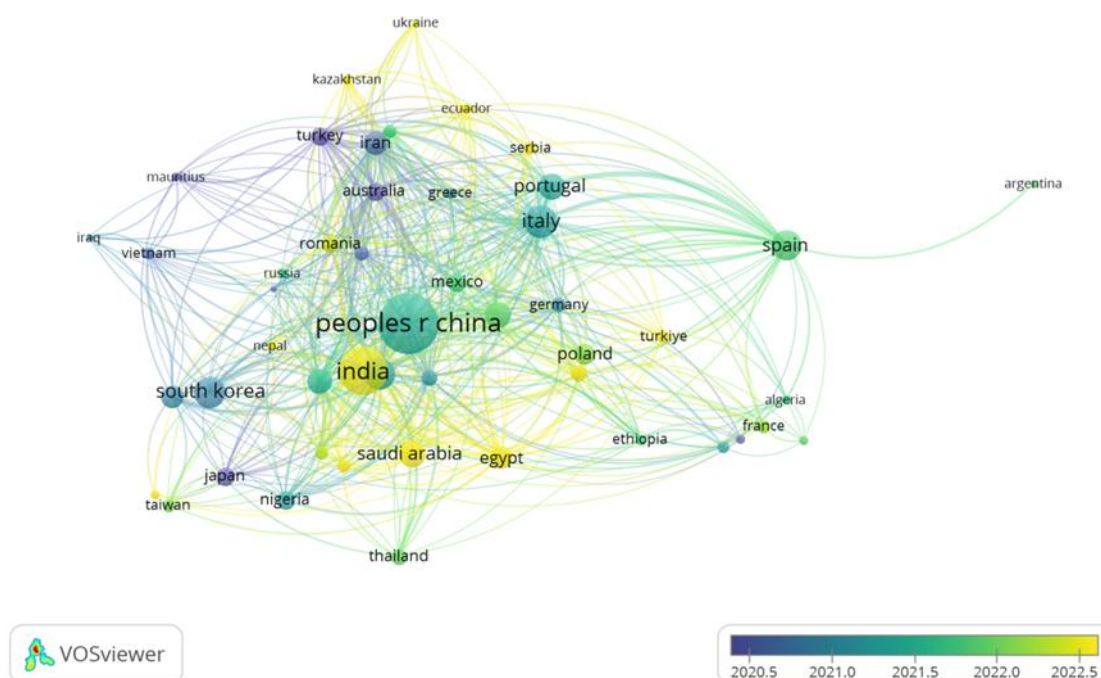 ukraine
kazakhstan
ecuador
turkey
iran
serbia
mauritius
australia
greece
portugal
argentina
italy
iraq
vietnam
romania
spain
russia
mexico
germany
peoples r china
nepal
turkiye
poland
india
south korea
algeria
france
ethiopia
saudi arabia
egypt
japan
nigeria
taiwan
thailand
VOSviewer
2020.5 2021.0 2021.5 2022.0 2022.5